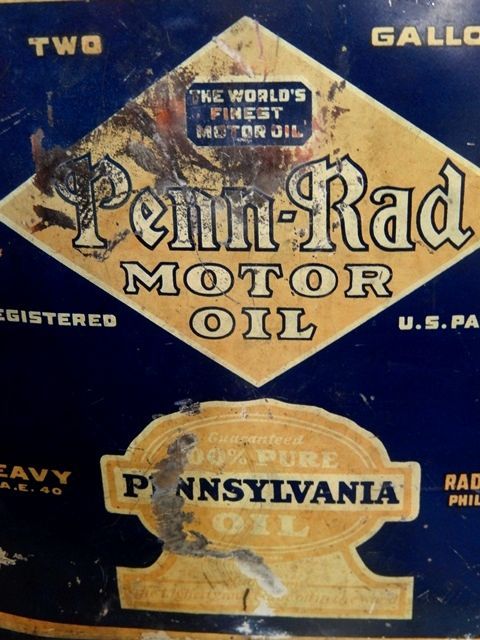 TWO GALLO
THE WORLD'S
FINEST
MOTOR OIL
Penn-Rad
MOTOR
OIL
EGISTERED U.S.PA
Guaranteed
100% PURE
PENNSYLVANIA
OIL
EAVY
A.E. 40
RAD
PHIL